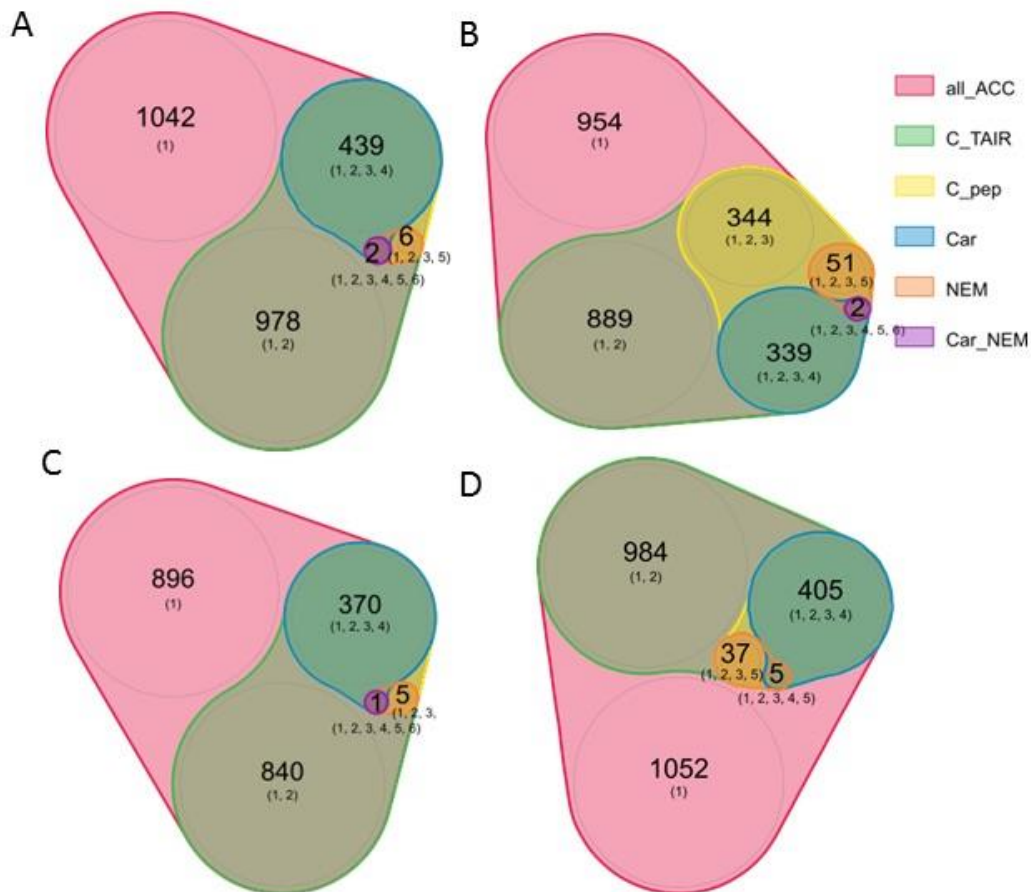 A
1042
(1)
439
(1, 2, 3, 4)
2
6
(1, 2, 3, 5)
(1, 2, 3, 4, 5, 6)
978
(1, 2)
B
954
(1)
344
(1, 2, 3)
51
(1, 2, 3, 5)
2
(1, 2, 3, 4, 5, 6)
889
(1, 2)
339
(1, 2, 3, 4)
all_ACC
C_TAIR
C_pep
Car
NEM
Car_NEM
C
896
(1)
370
(1, 2, 3, 4)
1
5
(1, 2, 3,
(1, 2, 3, 4, 5, 6)
840
(1, 2)
D
984
(1, 2)
405
(1, 2, 3, 4)
37
(1, 2, 3, 5)
5
(1, 2, 3, 4, 5)
1052
(1)